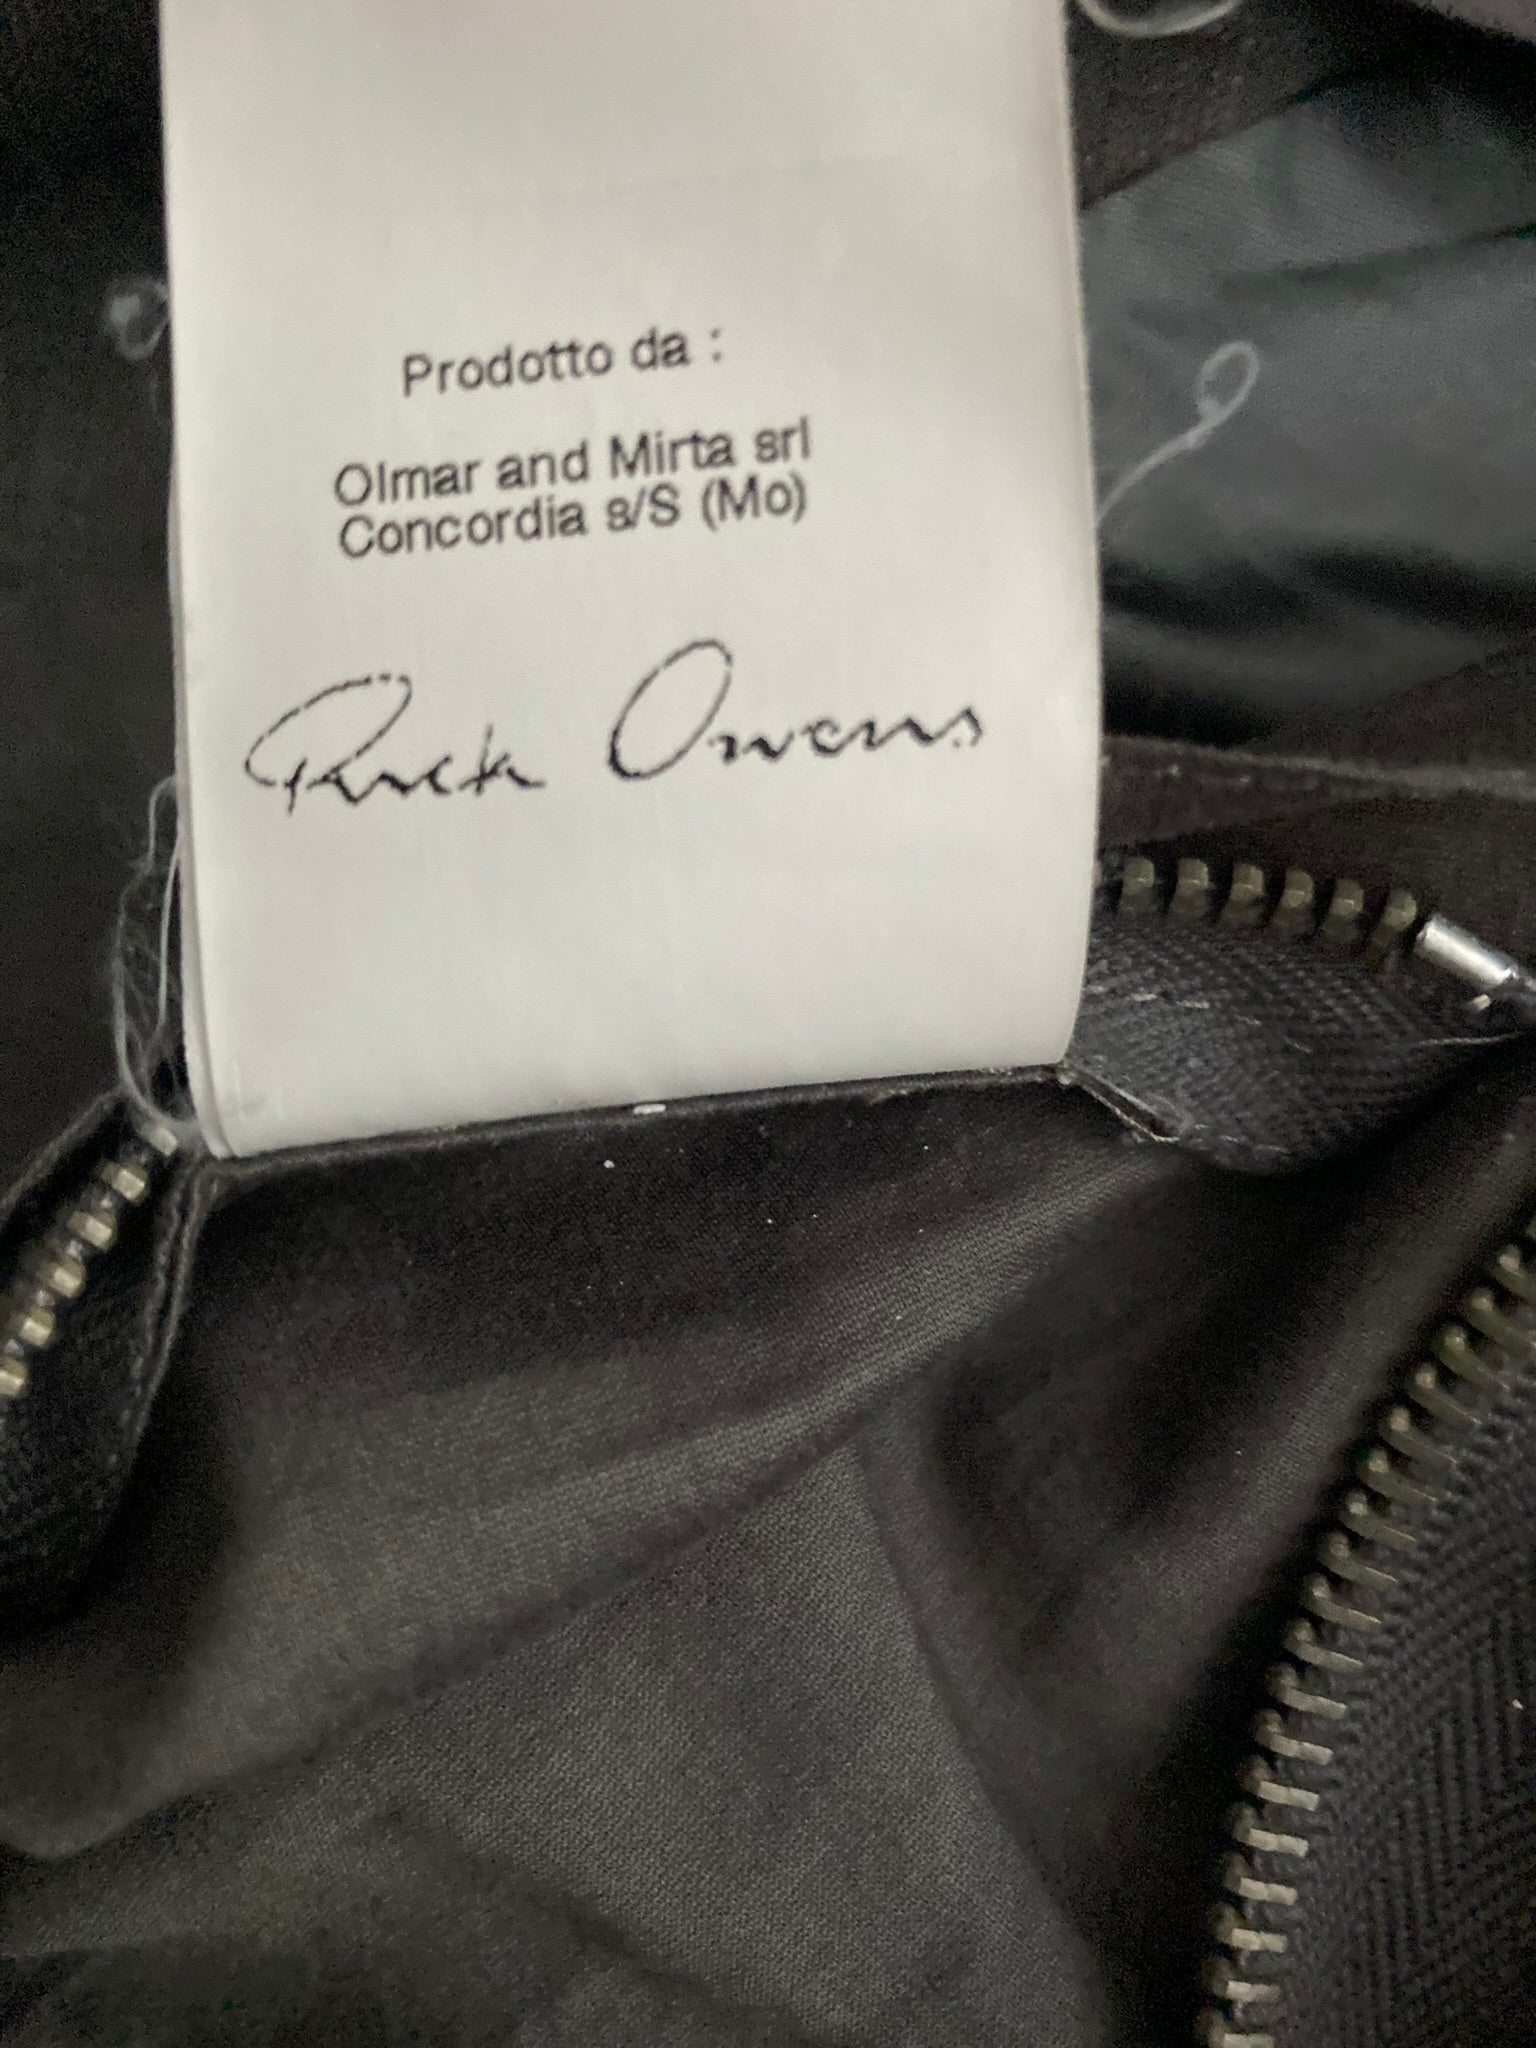 Prodotto da :
Olmar and Mirta srl
Concordia s/S (Mo)
Rick Owens